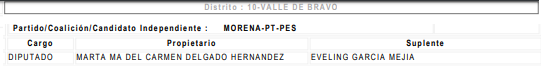 Distrito : 10-VALLE DE BRAVO
Partido/Coalición/Candidato Independiente : MORENA-PT-PES
Cargo Propietario Suplente
DIPUTADO MARTA MA DEL CARMEN DELGADO HERNANDEZ EVELING GARCIA MEJIA